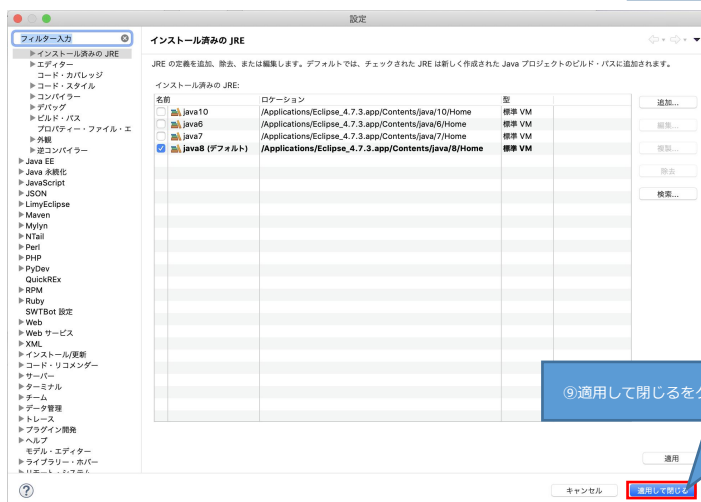 設定
フィルター入力
インストール済みの JRE
エディター
コード・カバレッジ
コード・スタイル
コンパイラー
デバッグ
ビルド・パス
プロパティー・ファイル・エ
外観
逆コンパイラー
Java EE
Java 永続化
JavaScript
JSON
LimyEclipse
Maven
Mylyn
NTail
Perl
PHP
PyDev
QuickREx
RPM
Ruby
SWTBot 設定
Web
Web サービス
XML
インストール/更新
コード・リコメンダー
サーバー
ターミナル
チーム
データ管理
トレース
プラグイン開発
ヘルプ
モデル・エディター
ライブラリー・ホバー
リモート・システム
インストール済みの JRE
JRE の定義を追加、除去、または編集します。デフォルトでは、チェックされた JRE は新しく作成された Java プロジェクトのビルド・パスに追加されます。
インストール済みの JRE:
名前 ロケーション 型
java10 /Applications/Eclipse_4.7.3.app/Contents/java/10/Home 標準 VM
java6 /Applications/Eclipse_4.7.3.app/Contents/java/6/Home 標準 VM
java7 /Applications/Eclipse_4.7.3.app/Contents/java/7/Home 標準 VM
java8 (デフォルト) /Applications/Eclipse_4.7.3.app/Contents/java/8/Home 標準 VM
追加...
編集...
複製...
除去
検索...
⑨適用して閉じるを
適用
?
キャンセル
適用して閉じる